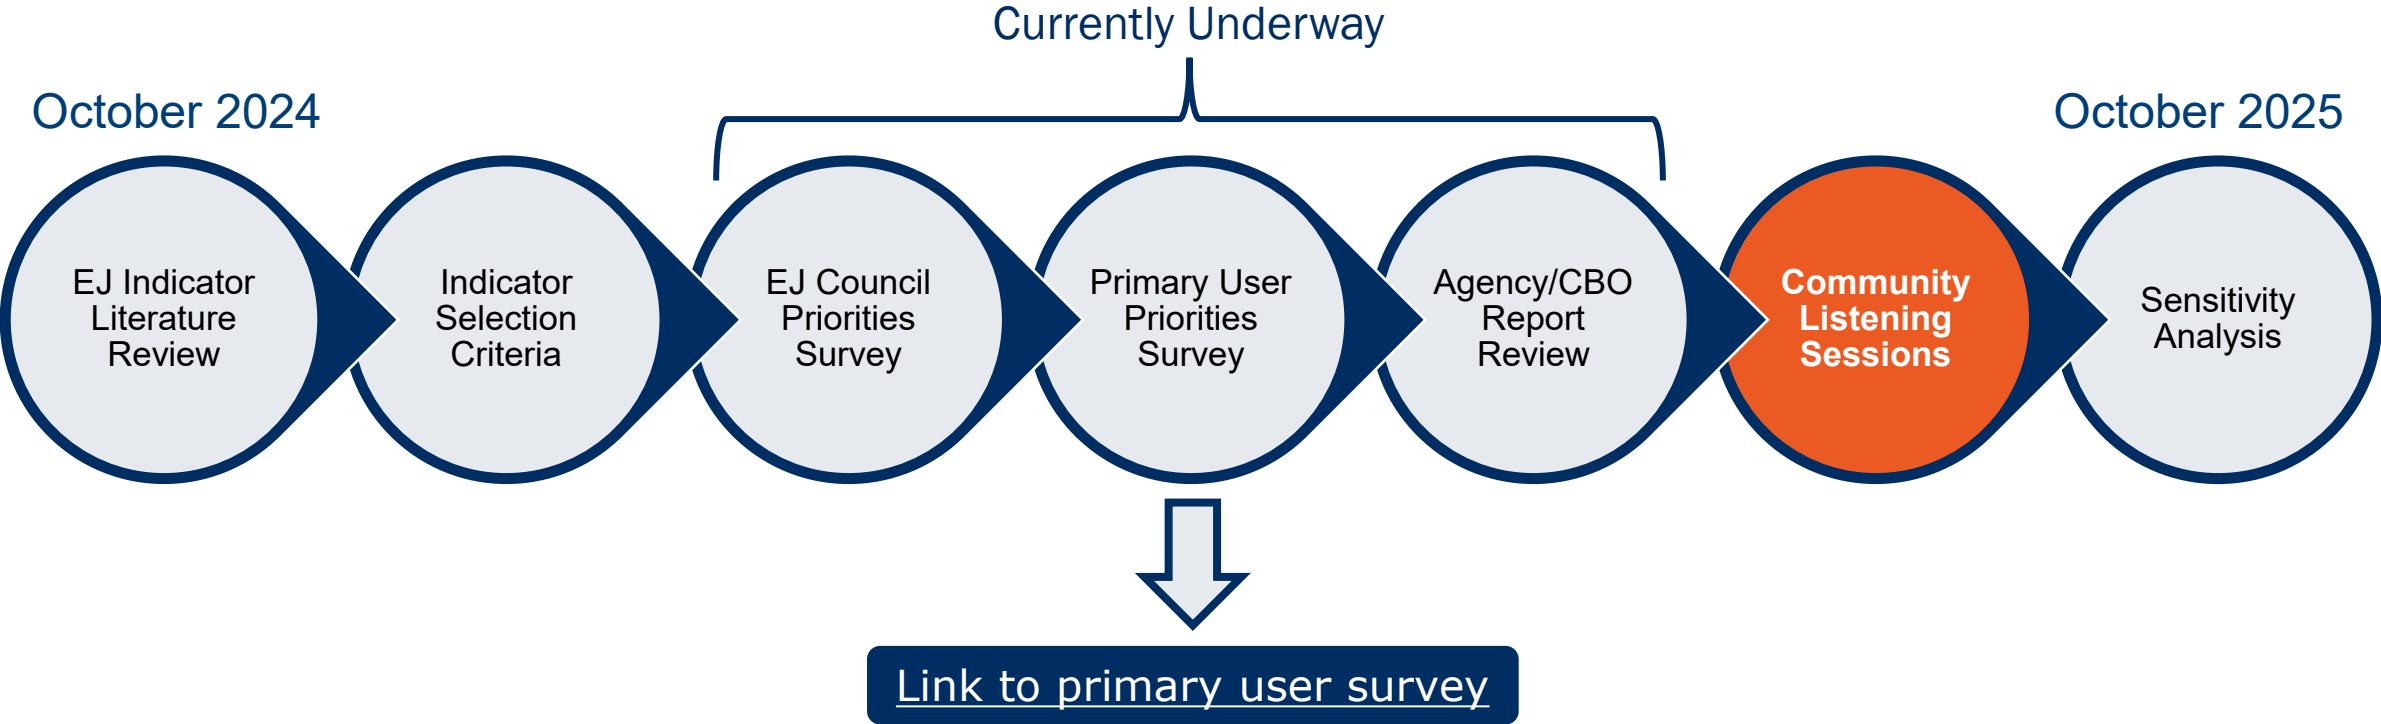 Currently Underway
October 2024
October 2025
EJ Indicator
Literature
Review
Indicator
Selection
Criteria
EJ Council
Priorities
Survey
Primary User
Priorities
Survey
Agency/CBO
Report
Review
Community
Listening
Sessions
Sensitivity
Analysis
Link to primary user survey